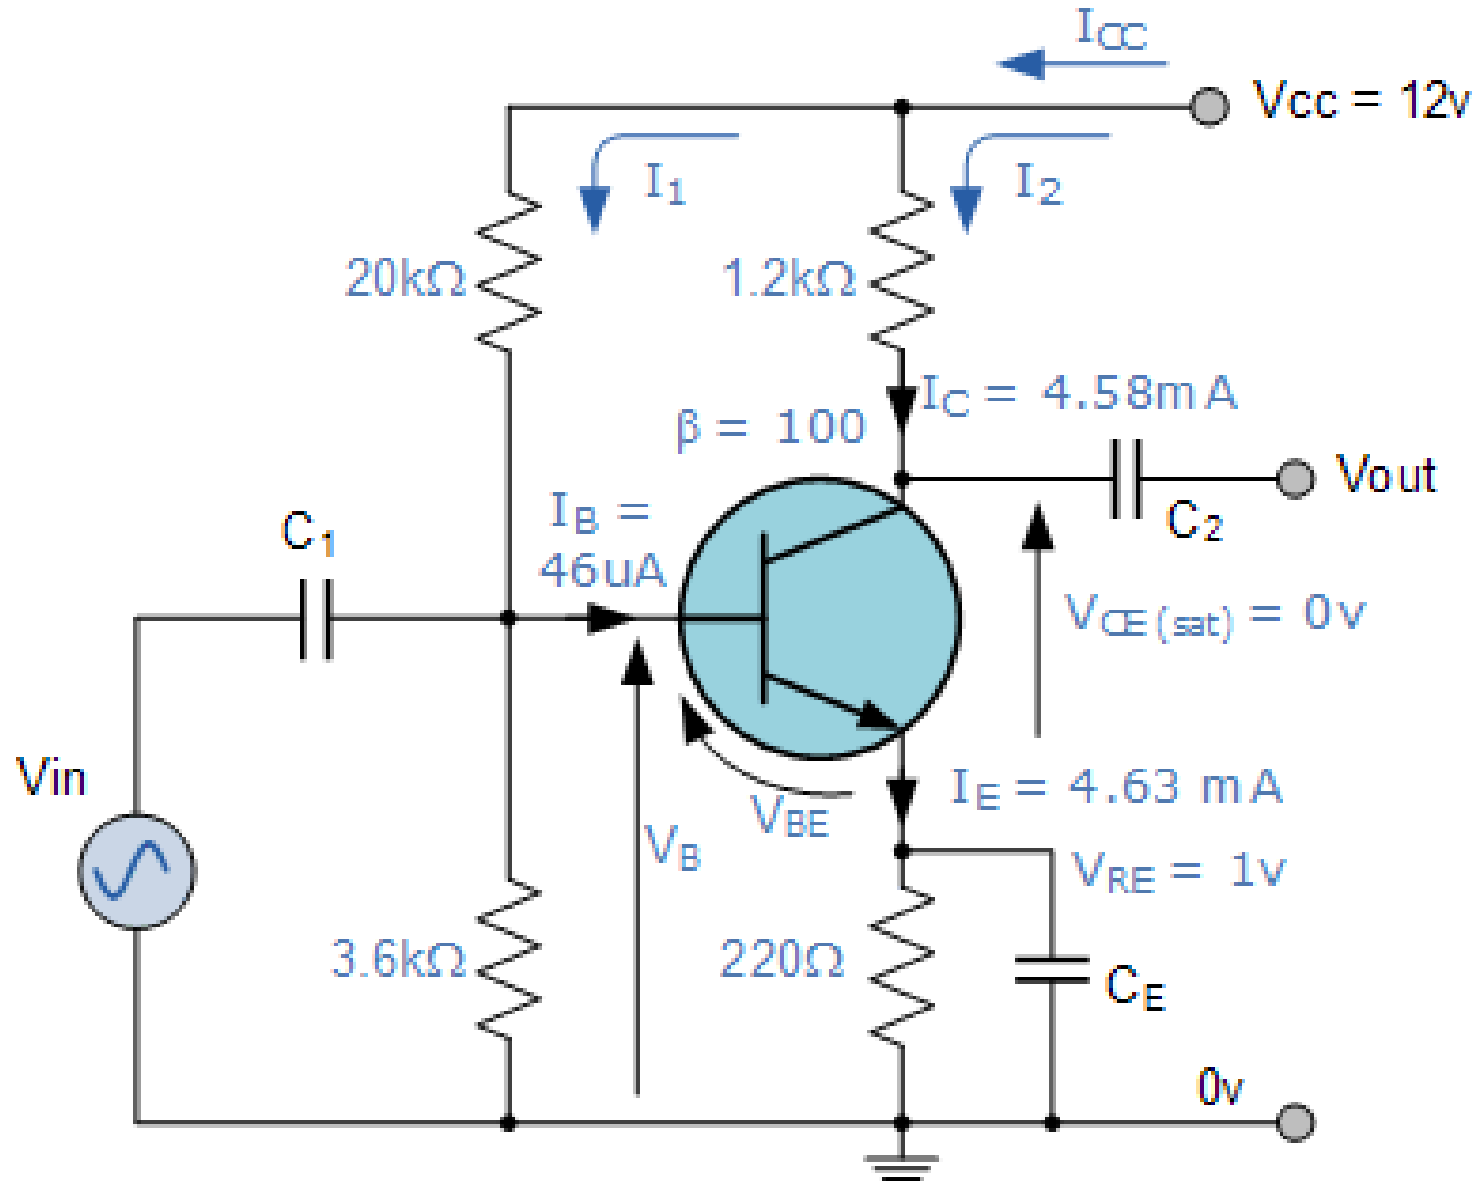 ICC
Vcc = 12v
I1
I2
20kΩ
1.2kΩ
IC = 4.58mA
β = 100
Vout
IB =
46uA
C1
C2
VCE(sat) = 0v
Vin
VBE
IE = 4.63 mA
VB
VRE = 1v
3.6kΩ
220Ω
CE
0v